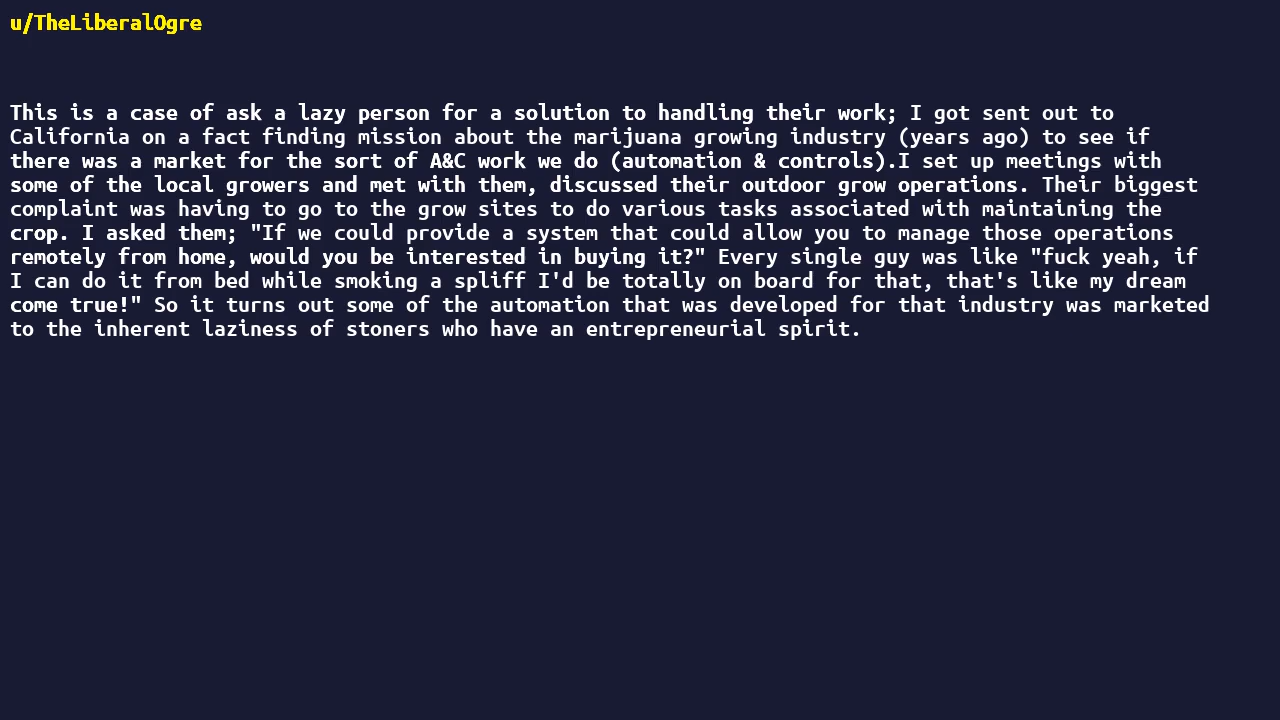 u/TheLiberalOgre
This is a case of ask a lazy person for a solution to handling their work; I got sent out to
California on a fact finding mission about the marijuana growing industry (years ago) to see if
there was a market for the sort of A&C work we do (automation & controls).I set up meetings with
some of the local growers and met with them, discussed their outdoor grow operations. Their biggest
complaint was having to go to the grow sites to do various tasks associated with maintaining the
crop. I asked them; "If we could provide a system that could allow you to manage those operations
remotely from home, would you be interested in buying it?" Every single guy was like "fuck yeah, if
I can do it from bed while smoking a spliff I'd be totally on board for that, that's like my dream
come true!" So it turns out some of the automation that was developed for that industry was marketed
to the inherent laziness of stoners who have an entrepreneurial spirit.